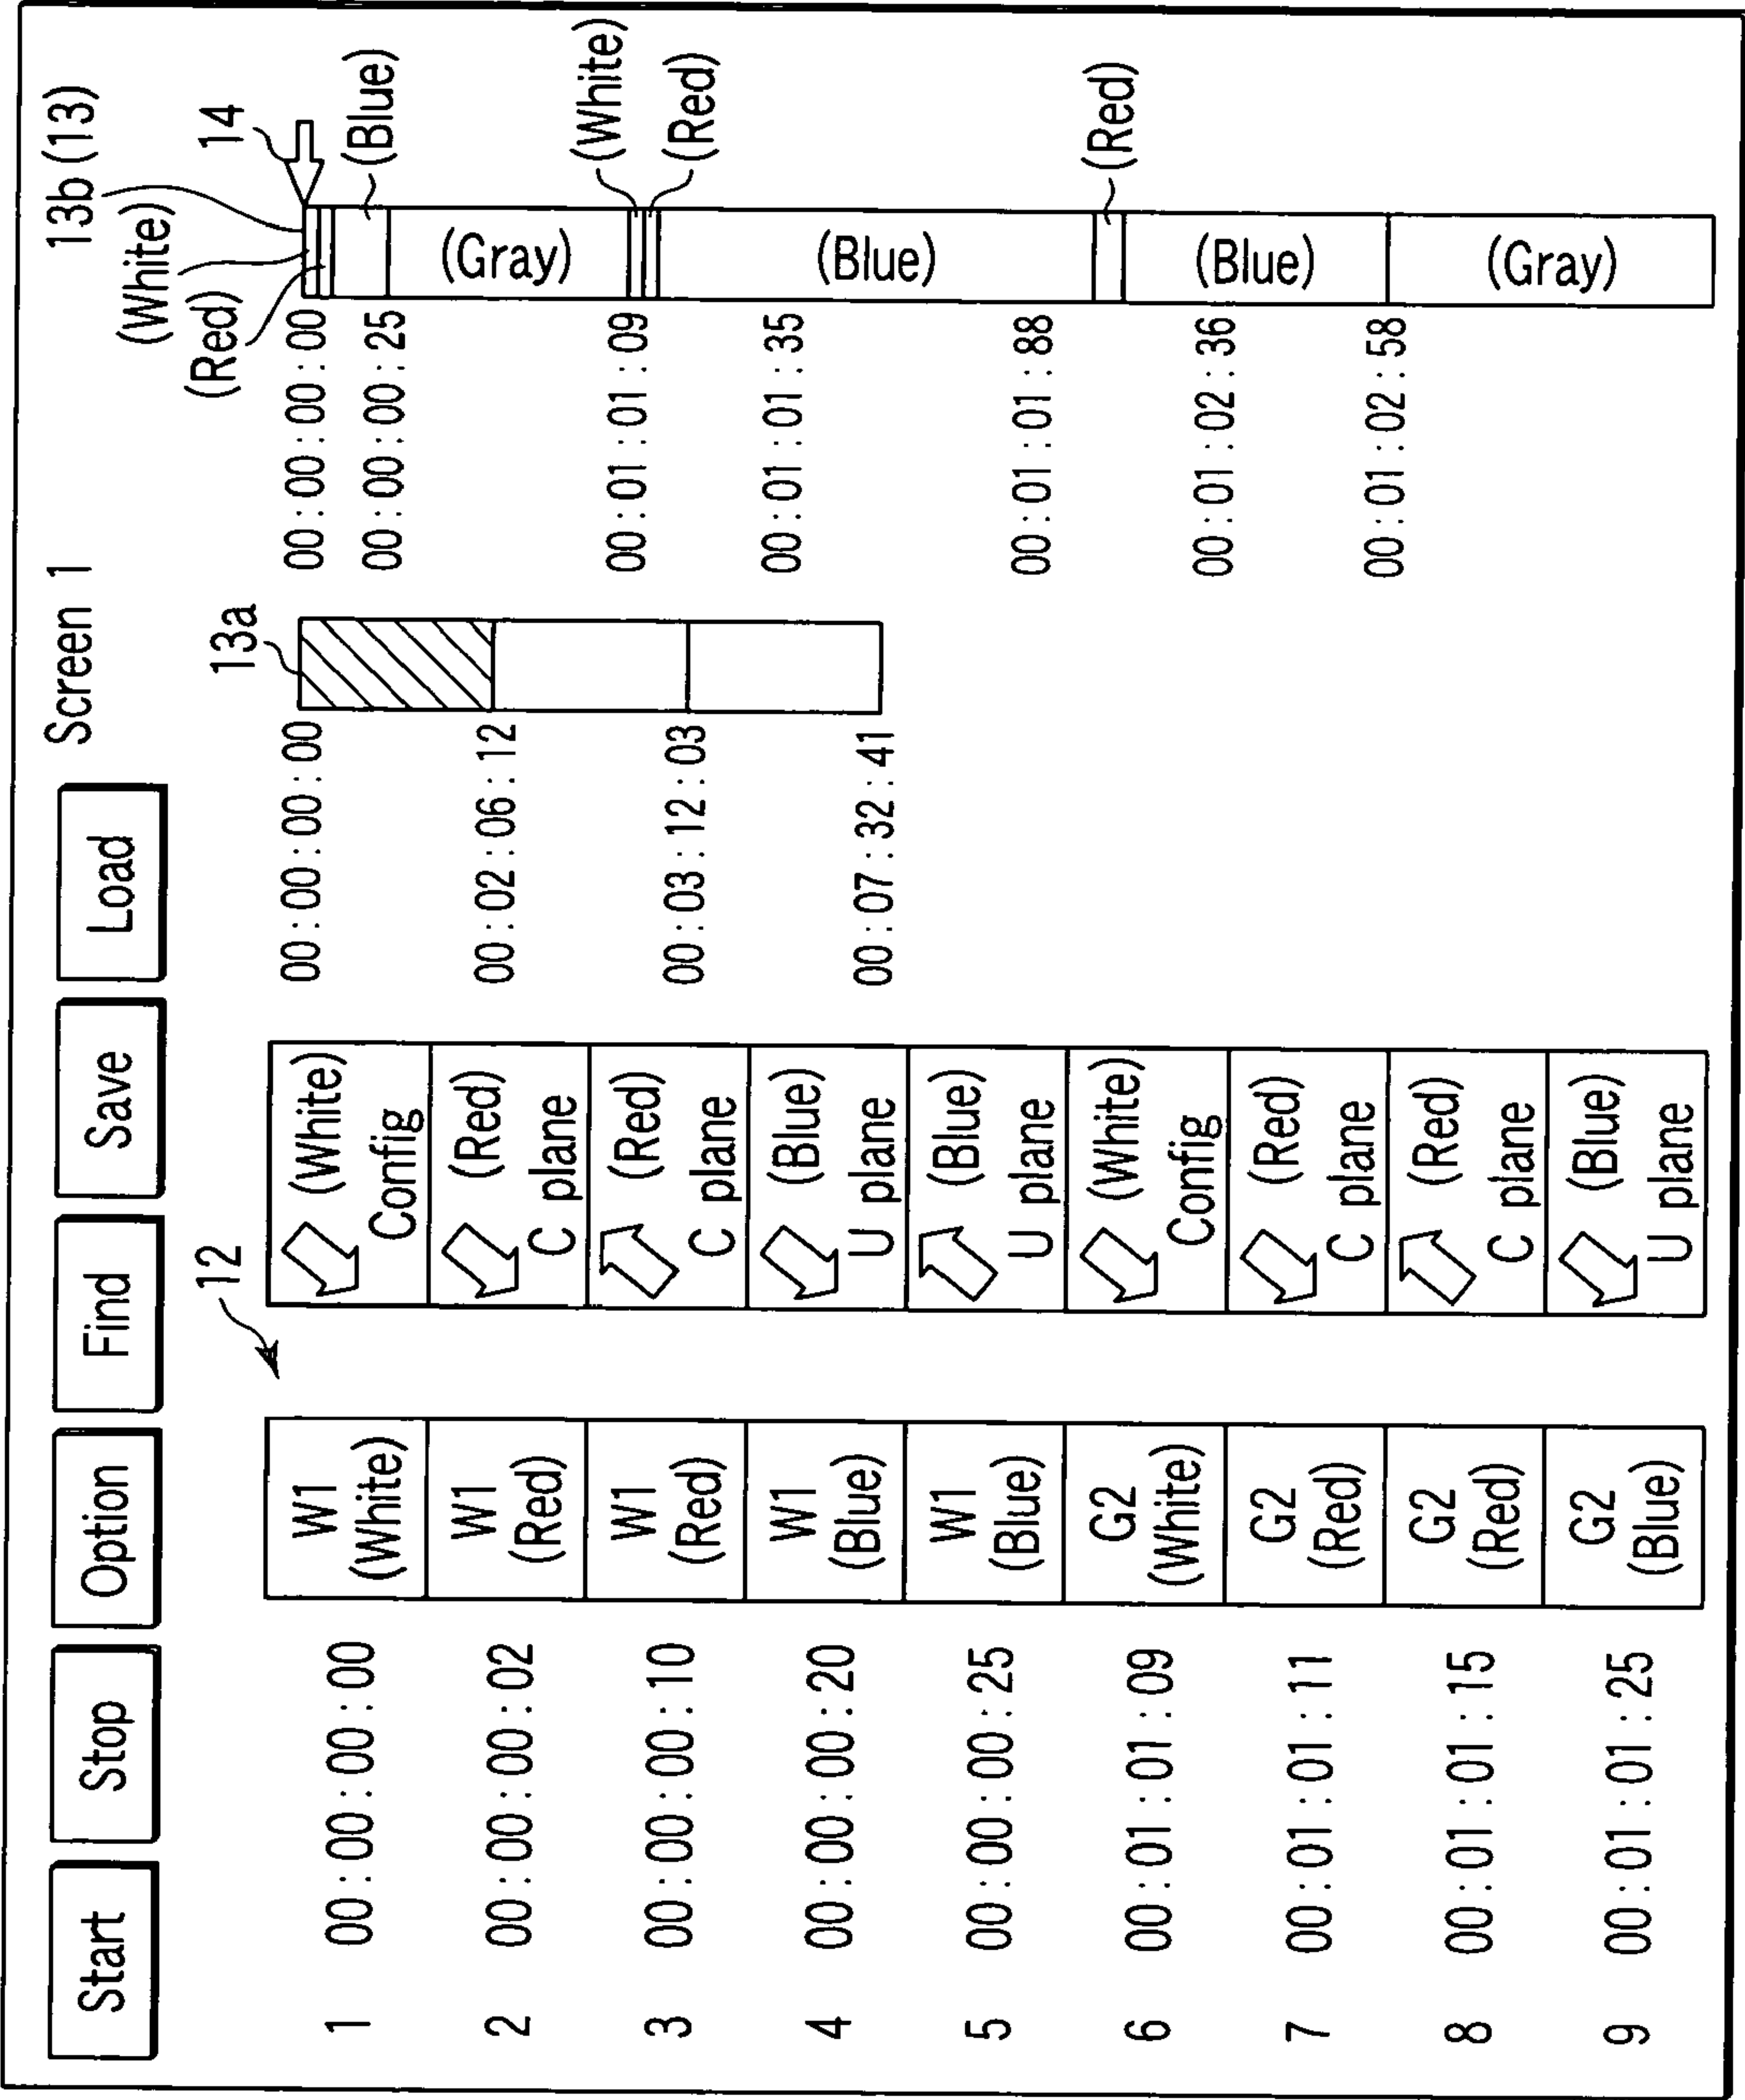 Start Stop Option Find Save Load Screen 1 13b (13)
12 13a (White) 14
(Red)
1 00:00:00:00 W1 (White) Config
(White)
2 00:00:00:02 W1 (Red) C plane
(Red)
3 00:00:00:10 W1 (Red) C plane
(Red)
4 00:00:00:20 W1 (Blue) U plane
(Blue)
5 00:00:00:25 W1 (Blue) U plane
(Blue)
6 00:01:01:09 G2 (White) Config
(White)
7 00:01:01:11 G2 (Red) C plane
(Red)
8 00:01:01:15 G2 (Red) C plane
(Red)
9 00:01:01:25 G2 (Blue) U plane
(Blue)
00:00:00:00
00:02:06:12
00:03:12:03
00:07:32:41
00:00:00:00
00:00:00:25 (Blue)
(Gray)
00:01:01:09 (White)
(Red)
00:01:01:35 (Blue)
00:01:01:88 (Red)
00:01:02:36 (Blue)
00:01:02:58
(Gray)